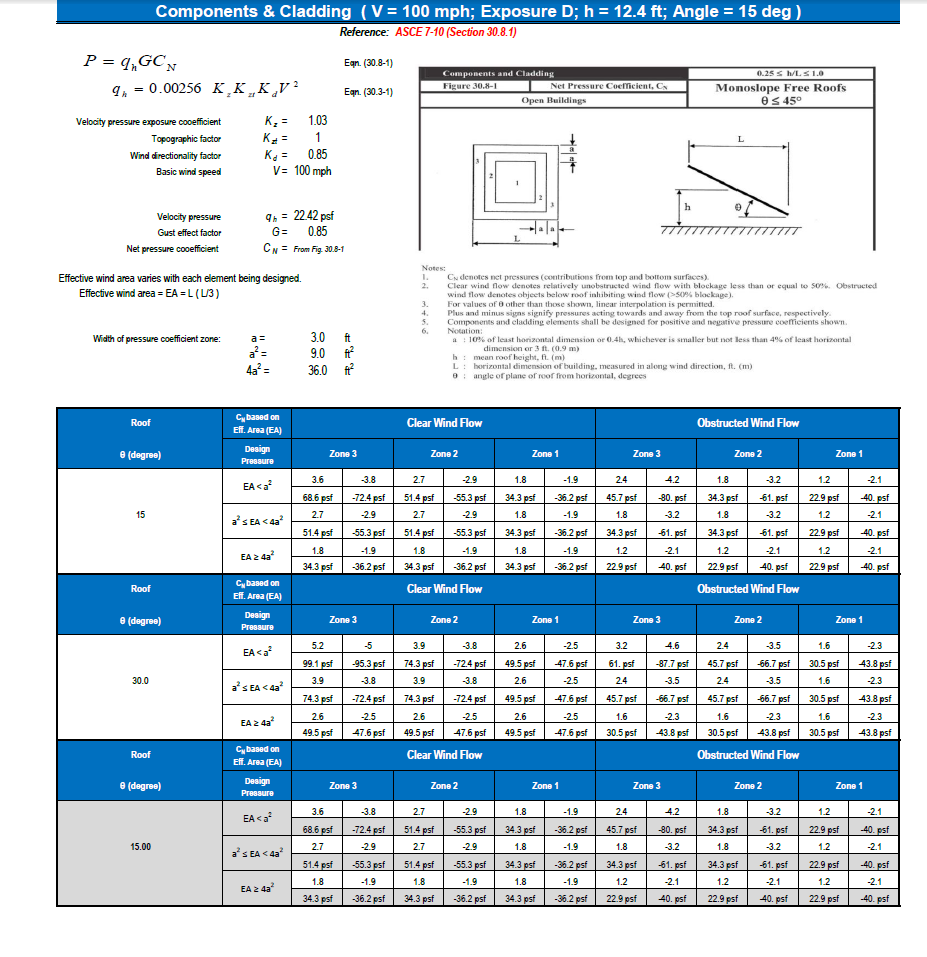 Components & Cladding ( V = 100 mph; Exposure D; h = 12.4 ft; Angle = 15 deg )
Reference: ASCE 7-10 (Section 30.8.1)
P = qhGCN Eqn. (30.8-1)
qh = 0.00256 Kz Kzt Kd V² Eqn. (30.3-1)
Velocity pressure exposure cooefficient Kz = 1.03
Topographic factor Kzt = 1
Wind directionality factor Kd = 0.85
Basic wind speed V = 100 mph
Velocity pressure qh = 22.42 psf
Gust effect factor G = 0.85
Net pressure cooefficient CN = From Fig. 30.8-1
Effective wind area varies with each element being designed.
Effective wind area = EA = L ( L/3 )
Width of pressure coefficient zone: a = 3.0 ft
a² = 9.0 ft²
4a² = 36.0 ft²
Components and Cladding 0.25 ≤ h/L ≤ 1.0
Figure 30.8-1 Net Pressure Coefficient, CN Monoslope Free Roofs
Open Buildings θ ≤ 45°
a
a
3
2
1
2
3
a a
L
L
h θ
Notes:
1. CN denotes net pressures (contributions from top and bottom surfaces).
2. Clear wind flow denotes relatively unobstructed wind flow with blockage less than or equal to 50%. Obstructed
wind flow denotes objects below roof inhibiting wind flow (>50% blockage).
3. For values of θ other than those shown, linear interpolation is permitted.
4. Plus and minus signs signify pressures acting towards and away from the top roof surface, respectively.
5. Components and cladding elements shall be designed for positive and negative pressure coefficients shown.
6. Notation:
a : 10% of least horizontal dimension or 0.4h, whichever is smaller but not less than 4% of least horizontal
dimension or 3 ft. (0.9 m)
h : mean roof height, ft. (m)
L : horizontal dimension of building, measured in along wind direction, ft. (m)
θ : angle of plane of roof from horizontal, degrees
Roof CN based on Eff. Area (EA) Clear Wind Flow Obstructed Wind Flow
θ (degree) Design Pressure Zone 3 Zone 2 Zone 1 Zone 3 Zone 2 Zone 1
15
EA < a² 3.6 -3.8 2.7 -2.9 1.8 -1.9 2.4 -4.2 1.8 -3.2 1.2 -2.1
68.6 psf -72.4 psf 51.4 psf -55.3 psf 34.3 psf -36.2 psf 45.7 psf -80. psf 34.3 psf -61. psf 22.9 psf -40. psf
a² ≤ EA < 4a² 2.7 -2.9 2.7 -2.9 1.8 -1.9 1.8 -3.2 1.8 -3.2 1.2 -2.1
51.4 psf -55.3 psf 51.4 psf -55.3 psf 34.3 psf -36.2 psf 34.3 psf -61. psf 34.3 psf -61. psf 22.9 psf -40. psf
EA ≥ 4a² 1.8 -1.9 1.8 -1.9 1.8 -1.9 1.2 -2.1 1.2 -2.1 1.2 -2.1
34.3 psf -36.2 psf 34.3 psf -36.2 psf 34.3 psf -36.2 psf 22.9 psf -40. psf 22.9 psf -40. psf 22.9 psf -40. psf
Roof CN based on Eff. Area (EA) Clear Wind Flow Obstructed Wind Flow
θ (degree) Design Pressure Zone 3 Zone 2 Zone 1 Zone 3 Zone 2 Zone 1
30.0
EA < a² 5.2 -5 3.9 -3.8 2.6 -2.5 3.2 -4.6 2.4 -3.5 1.6 -2.3
99.1 psf -95.3 psf 74.3 psf -72.4 psf 49.5 psf -47.6 psf 61. psf -87.7 psf 45.7 psf -66.7 psf 30.5 psf -43.8 psf
a² ≤ EA < 4a² 3.9 -3.8 3.9 -3.8 2.6 -2.5 2.4 -3.5 2.4 -3.5 1.6 -2.3
74.3 psf -72.4 psf 74.3 psf -72.4 psf 49.5 psf -47.6 psf 45.7 psf -66.7 psf 45.7 psf -66.7 psf 30.5 psf -43.8 psf
EA ≥ 4a² 2.6 -2.5 2.6 -2.5 2.6 -2.5 1.6 -2.3 1.6 -2.3 1.6 -2.3
49.5 psf -47.6 psf 49.5 psf -47.6 psf 49.5 psf -47.6 psf 30.5 psf -43.8 psf 30.5 psf -43.8 psf 30.5 psf -43.8 psf
Roof CN based on Eff. Area (EA) Clear Wind Flow Obstructed Wind Flow
θ (degree) Design Pressure Zone 3 Zone 2 Zone 1 Zone 3 Zone 2 Zone 1
15.00
EA < a² 3.6 -3.8 2.7 -2.9 1.8 -1.9 2.4 -4.2 1.8 -3.2 1.2 -2.1
68.6 psf -72.4 psf 51.4 psf -55.3 psf 34.3 psf -36.2 psf 45.7 psf -80. psf 34.3 psf -61. psf 22.9 psf -40. psf
a² ≤ EA < 4a² 2.7 -2.9 2.7 -2.9 1.8 -1.9 1.8 -3.2 1.8 -3.2 1.2 -2.1
51.4 psf -55.3 psf 51.4 psf -55.3 psf 34.3 psf -36.2 psf 34.3 psf -61. psf 34.3 psf -61. psf 22.9 psf -40. psf
EA ≥ 4a² 1.8 -1.9 1.8 -1.9 1.8 -1.9 1.2 -2.1 1.2 -2.1 1.2 -2.1
34.3 psf -36.2 psf 34.3 psf -36.2 psf 34.3 psf -36.2 psf 22.9 psf -40. psf 22.9 psf -40. psf 22.9 psf -40. psf